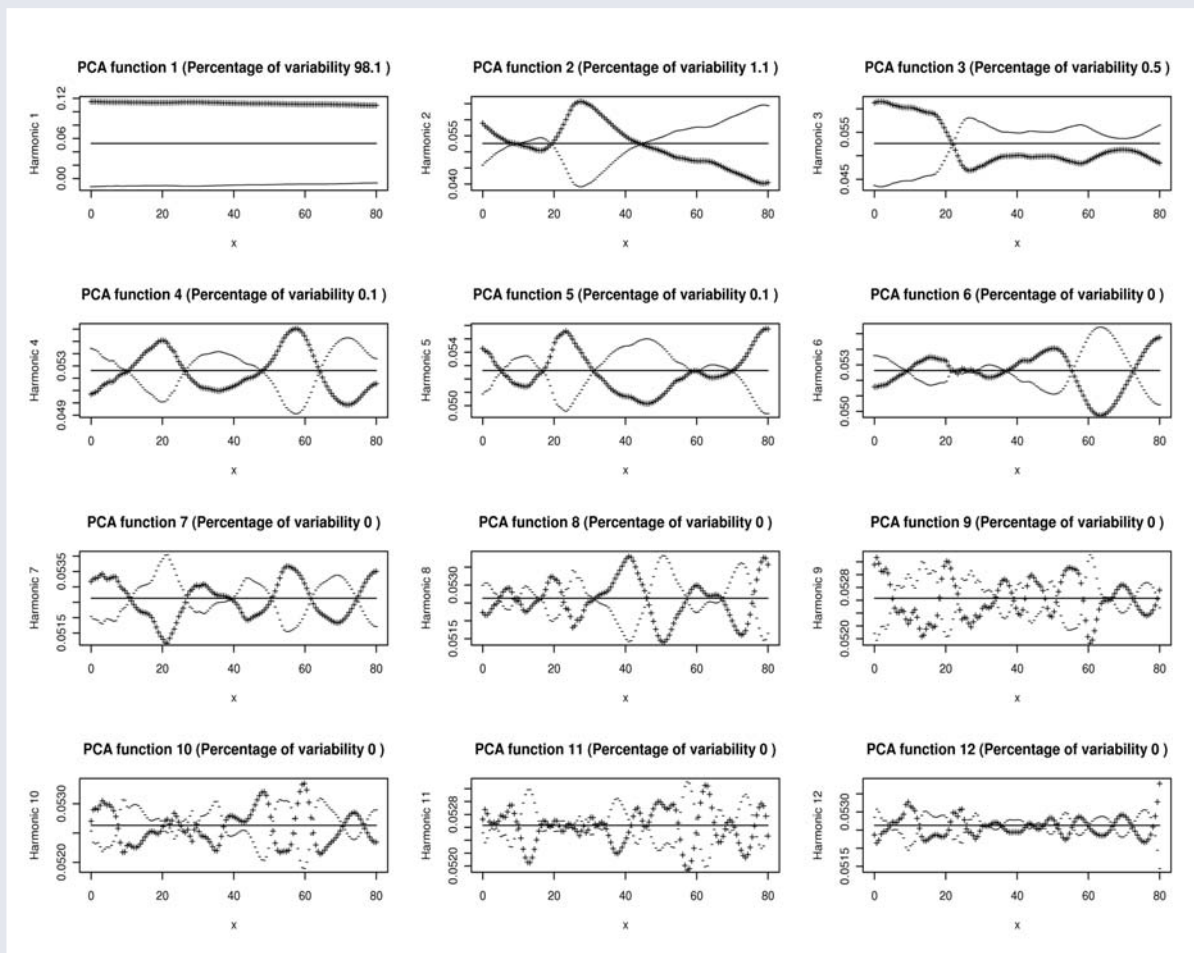 PCA function 1 (Percentage of variability 98.1 )
Harmonic 1
0.00 0.06 0.12
0 20 40 60 80
x
PCA function 2 (Percentage of variability 1.1 )
Harmonic 2
0.040 0.055
0 20 40 60 80
x
PCA function 3 (Percentage of variability 0.5 )
Harmonic 3
0.045 0.055
0 20 40 60 80
x
PCA function 4 (Percentage of variability 0.1 )
Harmonic 4
0.049 0.053
0 20 40 60 80
x
PCA function 5 (Percentage of variability 0.1 )
Harmonic 5
0.050 0.054
0 20 40 60 80
x
PCA function 6 (Percentage of variability 0 )
Harmonic 6
0.050 0.053
0 20 40 60 80
x
PCA function 7 (Percentage of variability 0 )
Harmonic 7
0.0515 0.0535
0 20 40 60 80
x
PCA function 8 (Percentage of variability 0 )
Harmonic 8
0.0515 0.0530
0 20 40 60 80
x
PCA function 9 (Percentage of variability 0 )
Harmonic 9
0.0520 0.0528
0 20 40 60 80
x
PCA function 10 (Percentage of variability 0 )
Harmonic 10
0.0520 0.0530
0 20 40 60 80
x
PCA function 11 (Percentage of variability 0 )
Harmonic 11
0.0520 0.0528
0 20 40 60 80
x
PCA function 12 (Percentage of variability 0 )
Harmonic 12
0.0515 0.0530
0 20 40 60 80
x